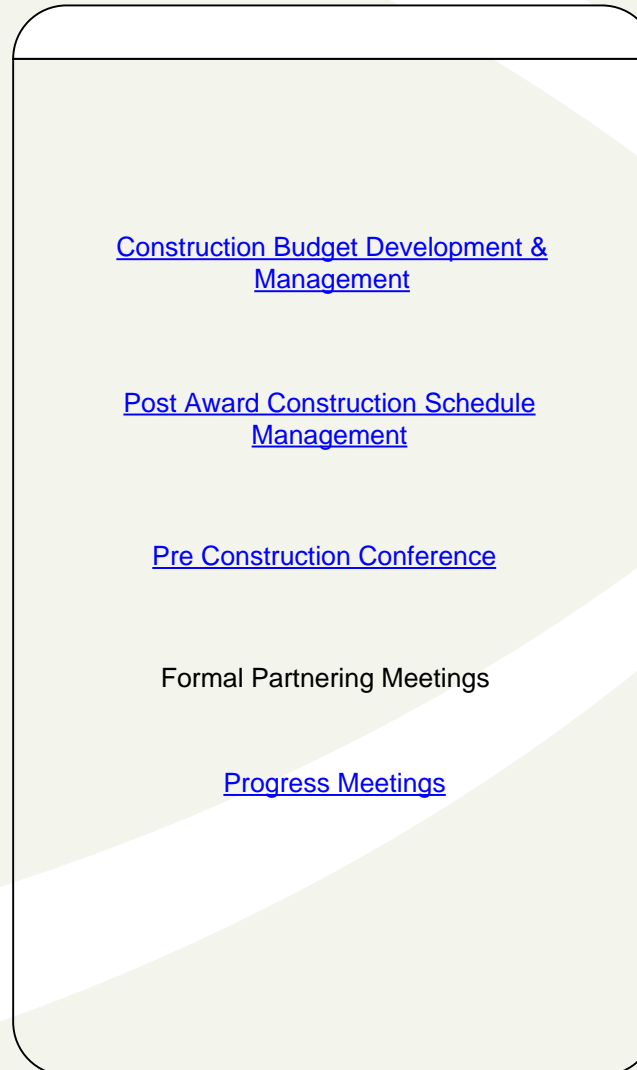 Construction Budget Development &
Management
Post Award Construction Schedule
Management
Pre Construction Conference
Formal Partnering Meetings
Progress Meetings